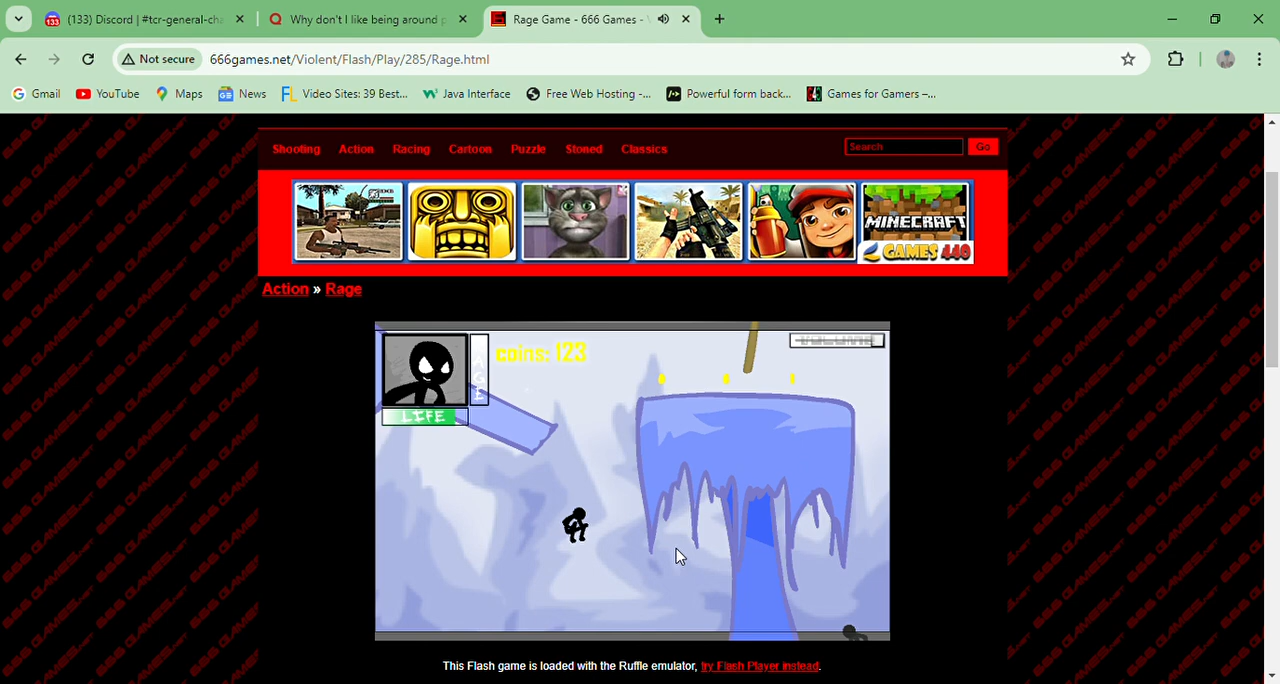 133
(133) Discord | #tcr-general-cha
Why don't I like being around p
Rage Game - 666 Games -
Not secure
666games.net/Violent/Flash/Play/285/Rage.html
Gmail
YouTube
Maps
News
Video Sites: 39 Best...
Java Interface
Free Web Hosting -...
Powerful form back...
Games for Gamers –...
Shooting
Action
Racing
Cartoon
Puzzle
Stoned
Classics
Search
Go
MINECRAFT
GAMES 440
Action » Rage
coins: 123
VOLUME
LIFE
This Flash game is loaded with the Ruffle emulator, try Flash Player instead.